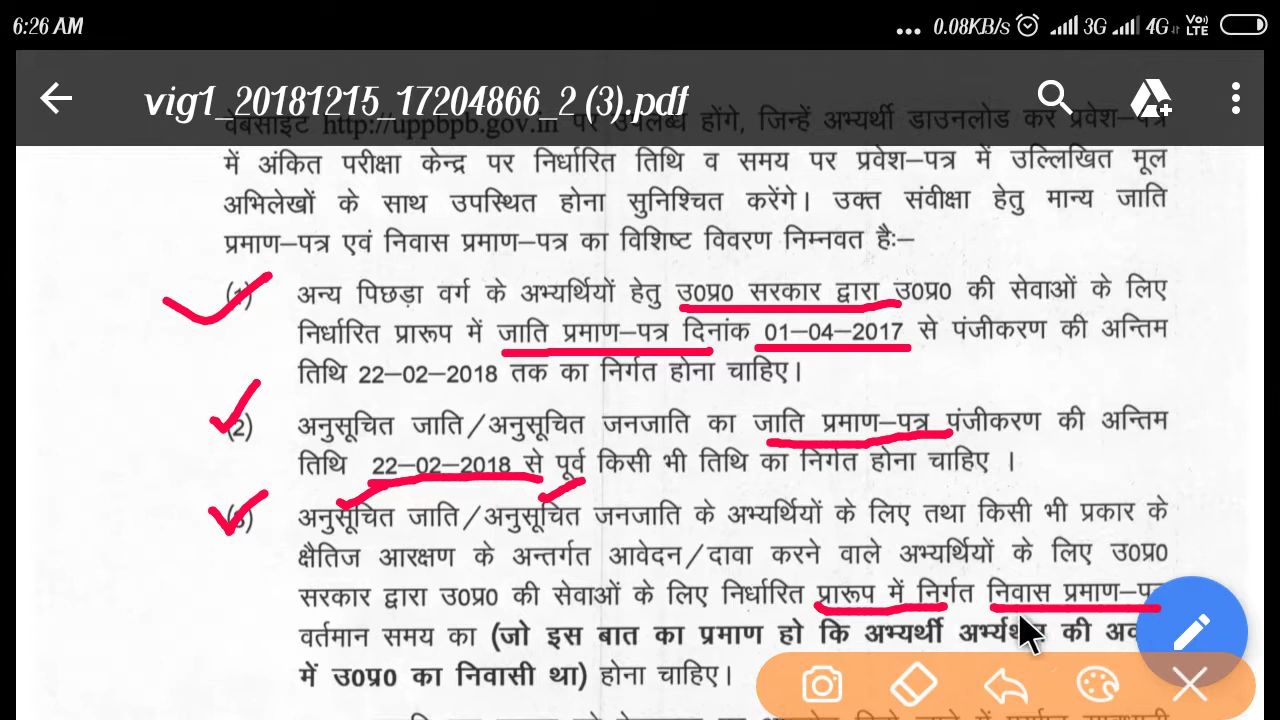 6:26 AM ... 0.08KB/s 3G 4G Vo)) LTE
vig1_20181215_17204866_2 (3).pdf
वेबसाइट http://uppbpb.gov.in पर उपलब्ध होंगे, जिन्हें अभ्यर्थी डाउनलोड कर प्रवेश–पत्र
में अंकित परीक्षा केन्द्र पर निर्धारित तिथि व समय पर प्रवेश–पत्र में उल्लिखित मूल
अभिलेखों के साथ उपस्थित होना सुनिश्चित करेंगे। उक्त संवीक्षा हेतु मान्य जाति
प्रमाण–पत्र एवं निवास प्रमाण–पत्र का विशिष्ट विवरण निम्नवत हैः–
(1) अन्य पिछड़ा वर्ग के अभ्यर्थियों हेतु उ0प्र0 सरकार द्वारा उ0प्र0 की सेवाओं के लिए
निर्धारित प्रारूप में जाति प्रमाण–पत्र दिनांक 01–04–2017 से पंजीकरण की अन्तिम
तिथि 22–02–2018 तक का निर्गत होना चाहिए।
(2) अनुसूचित जाति/अनुसूचित जनजाति का जाति प्रमाण–पत्र पंजीकरण की अन्तिम
तिथि 22–02–2018 से पूर्व किसी भी तिथि का निर्गत होना चाहिए ।
(3) अनुसूचित जाति/अनुसूचित जनजाति के अभ्यर्थियों के लिए तथा किसी भी प्रकार के
क्षैतिज आरक्षण के अन्तर्गत आवेदन/दावा करने वाले अभ्यर्थियों के लिए उ0प्र0
सरकार द्वारा उ0प्र0 की सेवाओं के लिए निर्धारित प्रारूप में निर्गत निवास
वर्तमान समय का (जो इस बात का प्रमाण हो कि अभ्यर्थी की
में उ0प्र0 का निवासी था) होना चाहिए।